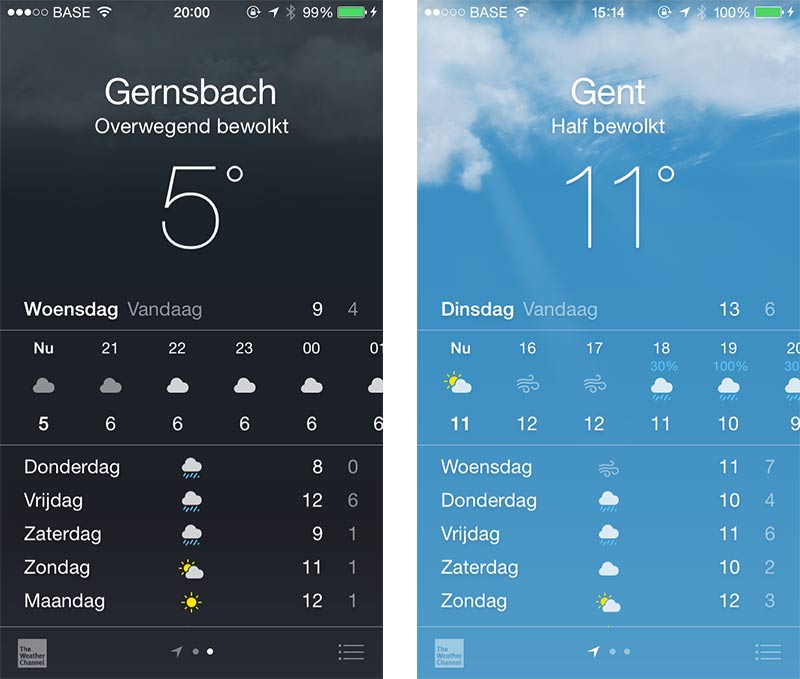 BASE 20:00 99%
Gernsbach
Overwegend bewolkt
5°
Woensdag Vandaag 9 4
Nu 21 22 23 00 01
5 6 6 6 6 6
Donderdag 8 0
Vrijdag 12 6
Zaterdag 9 1
Zondag 11 1
Maandag 12 1
The
Weather
Channel
BASE 15:14 100%
Gent
Half bewolkt
11°
Dinsdag Vandaag 13 6
Nu 16 17 18 19 20
30% 100% 30
11 12 12 11 10 9
Woensdag 11 7
Donderdag 10 4
Vrijdag 11 6
Zaterdag 10 2
Zondag 12 3
The
Weather
Channel